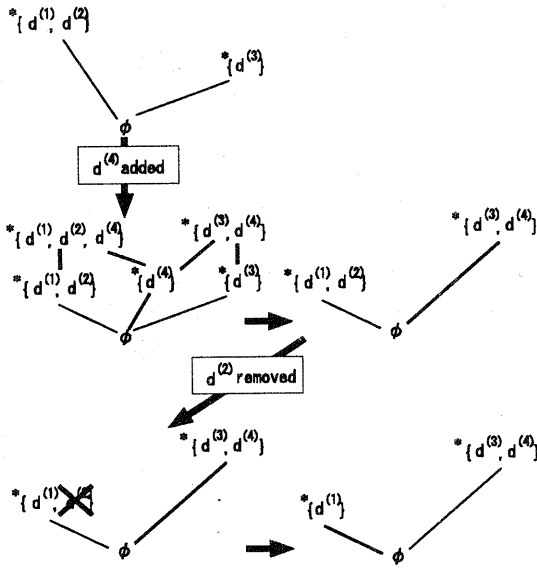 *{d^(1), d^(2)}
*{d^(3)}
φ
d^(4) added
*{d^(1), d^(2), d^(4)} *{d^(3), d^(4)} *{d^(3), d^(4)}
*{d^(1), d^(2)} *{d^(4)} *{d^(3)} *{d^(1), d^(2)}
φ φ
d^(2) removed
*{d^(3), d^(4)} *{d^(3), d^(4)}
*{d^(1), d^(2)} *{d^(1)}
φ φ